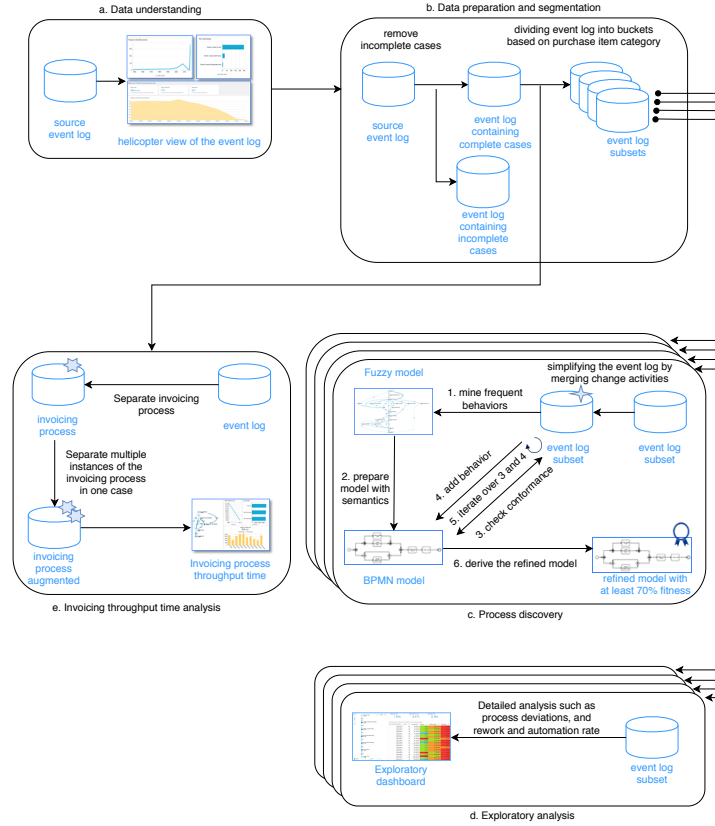 a. Data understanding
source
event log
helicopter view of the event log
b. Data preparation and segmentation
remove
incomplete cases
dividing event log into buckets
based on purchase item category
source
event log
event log
containing
complete cases
event log
subsets
event log
containing
incomplete
cases
invoicing
process
Separate invoicing
process
event log
Separate multiple
instances of the
invoicing process
in one case
invoicing
process
augmented
Invoicing process
throughput time
e. Invoicing throughput time analysis
Fuzzy model
simplifying the event log by
merging change activities
1. mine frequent
behaviors
event log
subset
event log
subset
2. prepare
model with
semantics
4. add behavior
5. iterate over 3 and 4
3. check conformance
BPMN model
6. derive the refined model
refined model with
at least 70% fitness
c. Process discovery
Detailed analysis such as
process deviations, and
rework and automation rate
Exploratory
dashboard
event log
subset
d. Exploratory analysis